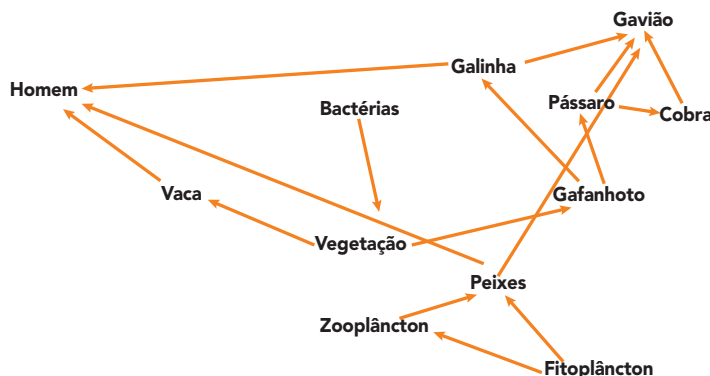 Gavião
Galinha
Homem
Bactérias
Pássaro
Cobra
Vaca
Gafanhoto
Vegetação
Peixes
Zooplâncton
Fitoplâncton